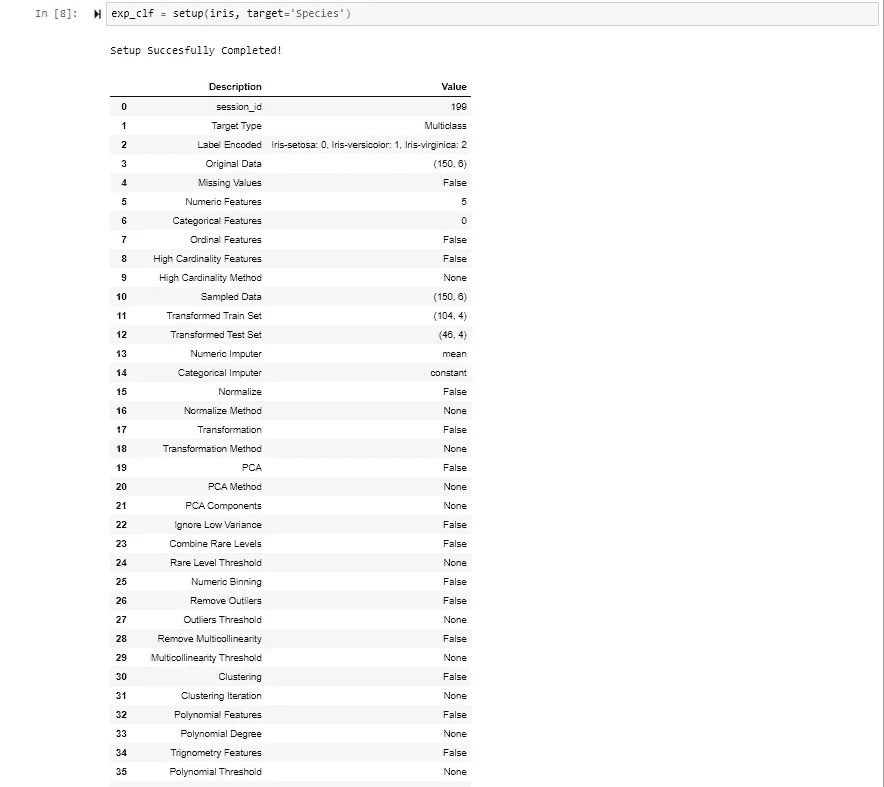 In [8]: exp_clf = setup(iris, target='Species')
Setup Succesfully Completed!
Description Value
0 session_id 199
1 Target Type Multiclass
2 Label Encoded Iris-setosa: 0, Iris-versicolor: 1, Iris-virginica: 2
3 Original Data (150, 6)
4 Missing Values False
5 Numeric Features 5
6 Categorical Features 0
7 Ordinal Features False
8 High Cardinality Features False
9 High Cardinality Method None
10 Sampled Data (150, 6)
11 Transformed Train Set (104, 4)
12 Transformed Test Set (46, 4)
13 Numeric Imputer mean
14 Categorical Imputer constant
15 Normalize False
16 Normalize Method None
17 Transformation False
18 Transformation Method None
19 PCA False
20 PCA Method None
21 PCA Components None
22 Ignore Low Variance False
23 Combine Rare Levels False
24 Rare Level Threshold None
25 Numeric Binning False
26 Remove Outliers False
27 Outliers Threshold None
28 Remove Multicollinearity False
29 Multicollinearity Threshold None
30 Clustering False
31 Clustering Iteration None
32 Polynomial Features False
33 Polynomial Degree None
34 Trignometry Features False
35 Polynomial Threshold None